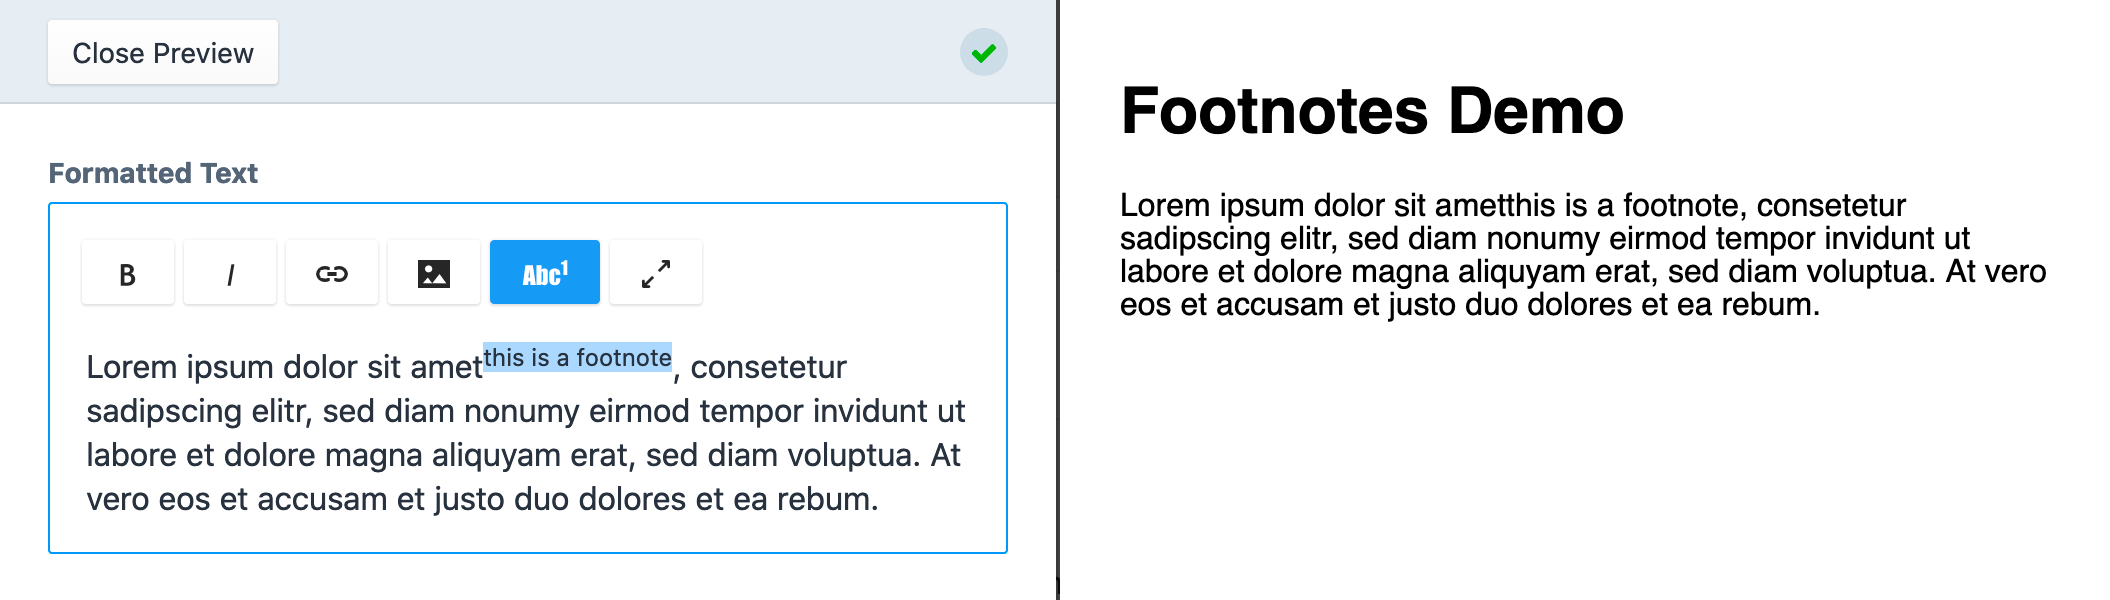 Close Preview
Formatted Text
B I Abc1
Lorem ipsum dolor sit ametthis is a footnote, consetetur
sadipscing elitr, sed diam nonumy eirmod tempor invidunt ut
labore et dolore magna aliquyam erat, sed diam voluptua. At
vero eos et accusam et justo duo dolores et ea rebum.
Footnotes Demo
Lorem ipsum dolor sit ametthis is a footnote, consetetur
sadipscing elitr, sed diam nonumy eirmod tempor invidunt ut
labore et dolore magna aliquyam erat, sed diam voluptua. At vero
eos et accusam et justo duo dolores et ea rebum.